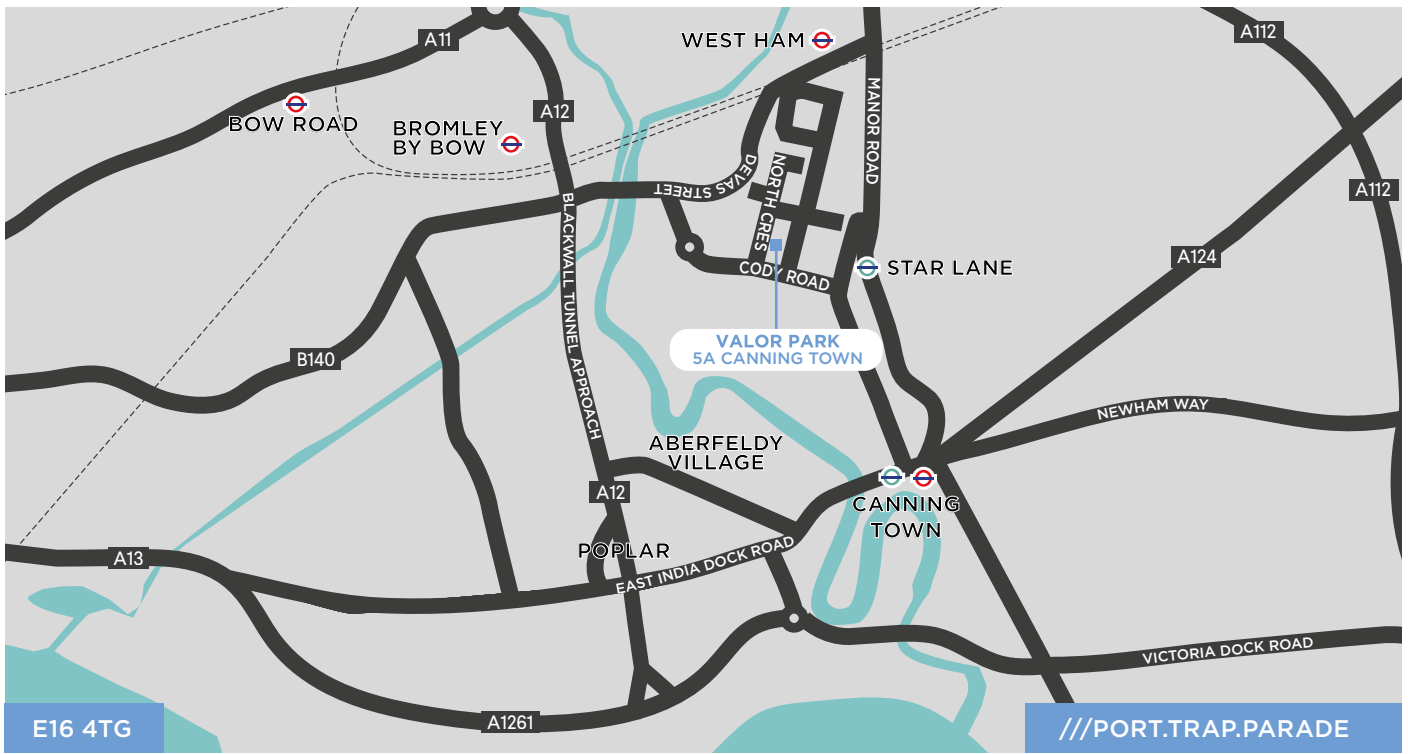 A11
WEST HAM
A112
BOW ROAD
BROMLEY
BY BOW
A12
MANOR ROAD
DEVAS STREET
NORTH CRES
A112
BLACKWALL TUNNEL APPROACH
CODY ROAD
STAR LANE
A124
VALOR PARK
5A CANNING TOWN
B140
NEWHAM WAY
ABERFELDY
VILLAGE
A12
CANNING
TOWN
POPLAR
A13
EAST INDIA DOCK ROAD
VICTORIA DOCK ROAD
A1261
E16 4TG
///PORT.TRAP.PARADE